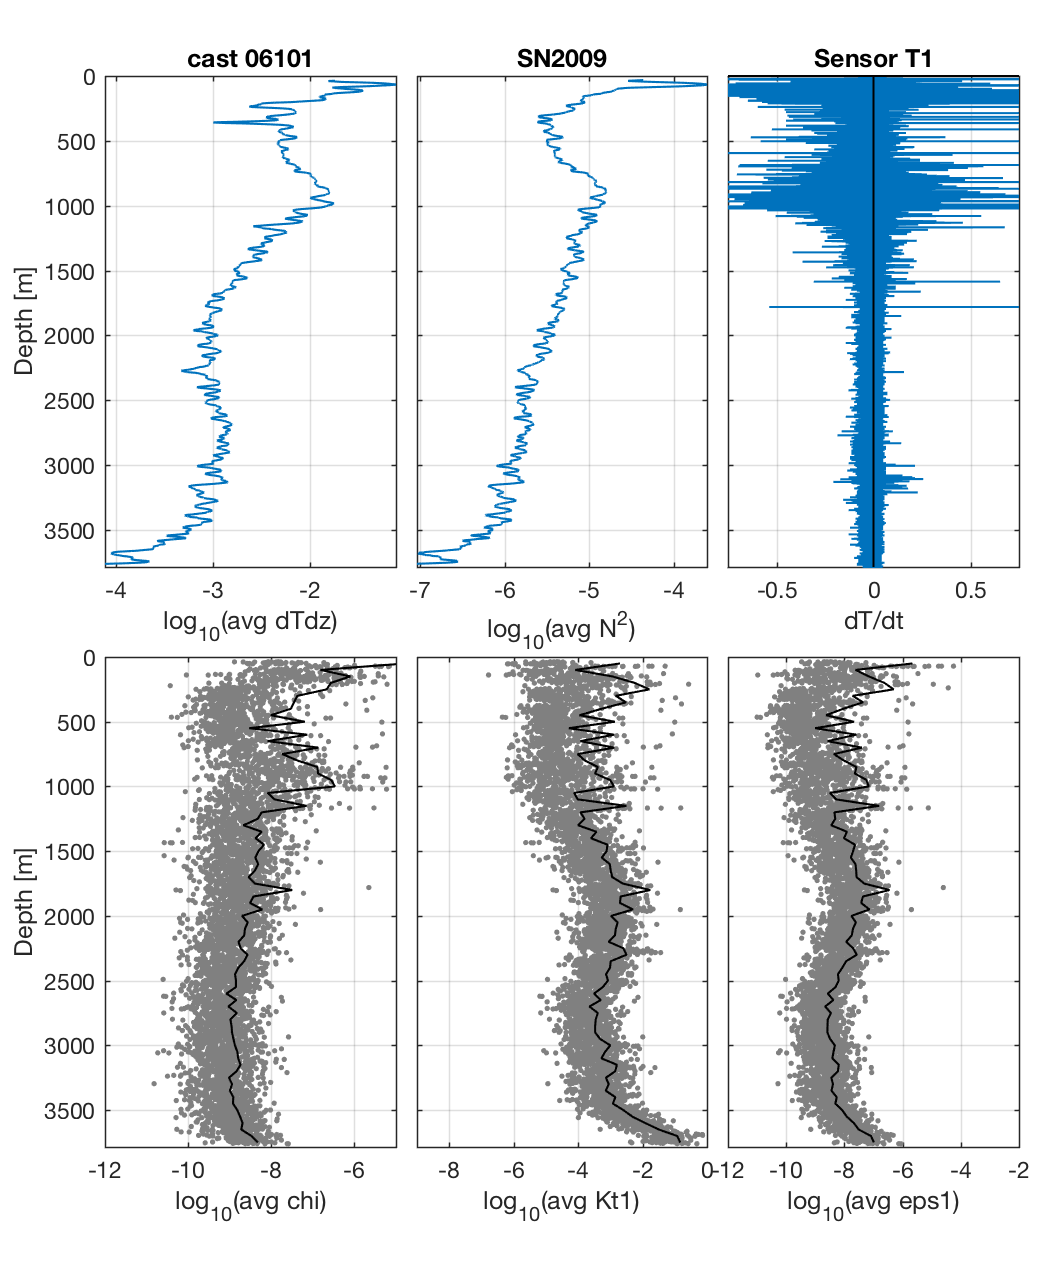 cast 06101 SN2009 Sensor T1
0
500
1000
1500
2000
2500
3000
3500
Depth [m]
-4 -3 -2 -7 -6 -5 -4 -0.5 0 0.5
log10(avg dTdz) log10(avg N2) dT/dt
0
500
1000
1500
2000
2500
3000
3500
Depth [m]
-12 -10 -8 -6 -8 -6 -4 -2 0 -12 -10 -8 -6 -4 -2
log10(avg chi) log10(avg Kt1) log10(avg eps1)